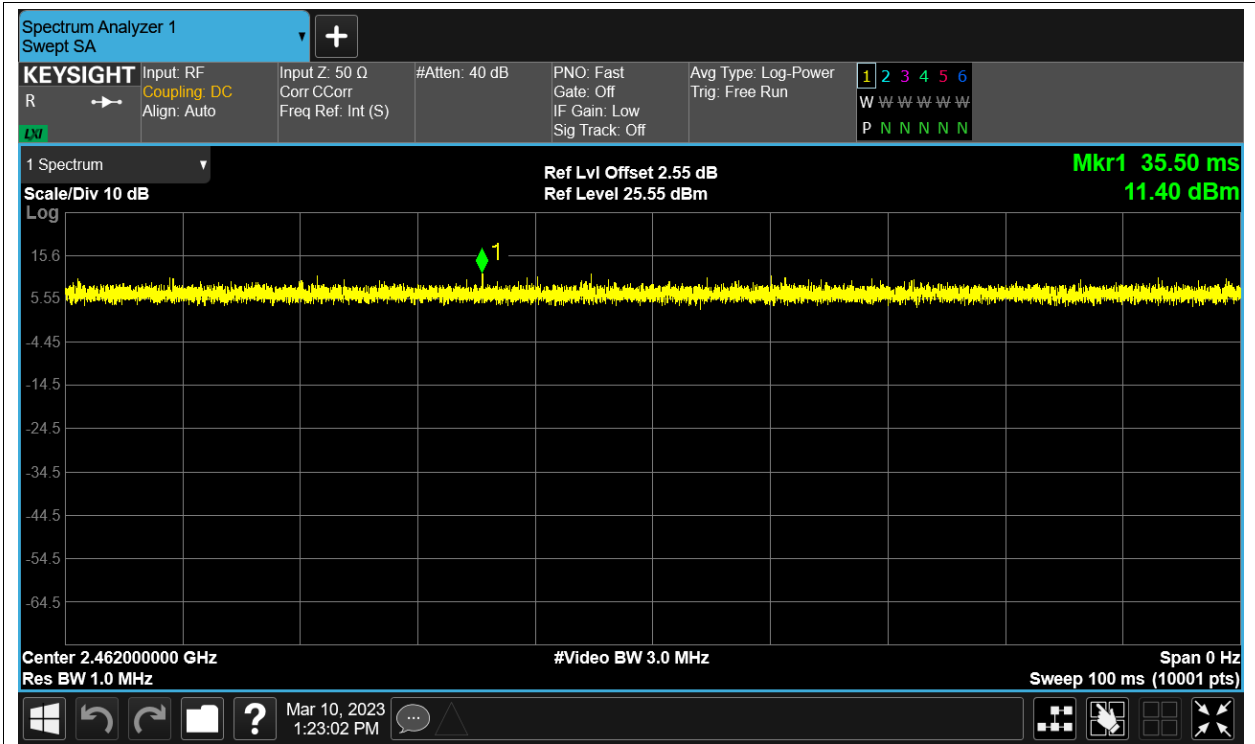 Spectrum Analyzer 1
Swept SA
KEYSIGHT
R
LXI
Input: RF
Coupling: DC
Align: Auto
Input Z: 50 Ω
Corr CCorr
Freq Ref: Int (S)
#Atten: 40 dB
PNO: Fast
Gate: Off
IF Gain: Low
Sig Track: Off
Avg Type: Log-Power
Trig: Free Run
1 2 3 4 5 6
W W W W W W
P N N N N N
1 Spectrum
Scale/Div 10 dB
Log
Ref Lvl Offset 2.55 dB
Ref Level 25.55 dBm
Mkr1 35.50 ms
11.40 dBm
1
15.6
5.55
-4.45
-14.5
-24.5
-34.5
-44.5
-54.5
-64.5
Center 2.462000000 GHz
Res BW 1.0 MHz
#Video BW 3.0 MHz
Span 0 Hz
Sweep 100 ms (10001 pts)
?
Mar 10, 2023
1:23:02 PM